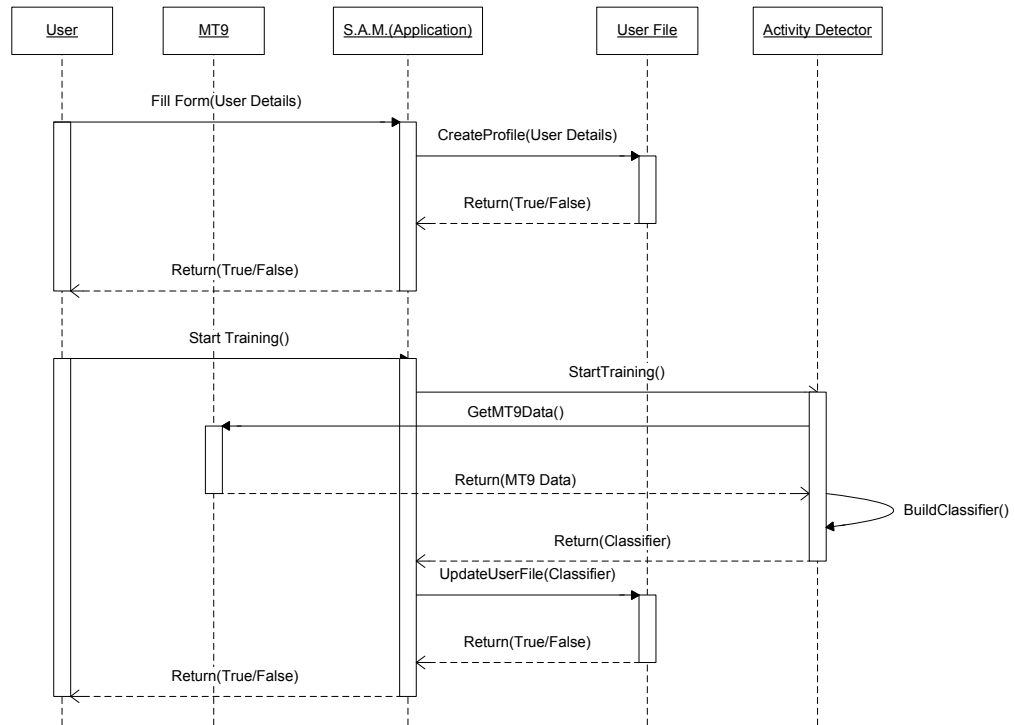 User
MT9
S.A.M.(Application)
User File
Activity Detector
Fill Form(User Details)
CreateProfile(User Details)
Return(True/False)
Return(True/False)
Start Training()
StartTraining()
GetMT9Data()
Return(MT9 Data)
BuildClassifier()
Return(Classifier)
UpdateUserFile(Classifier)
Return(True/False)
Return(True/False)